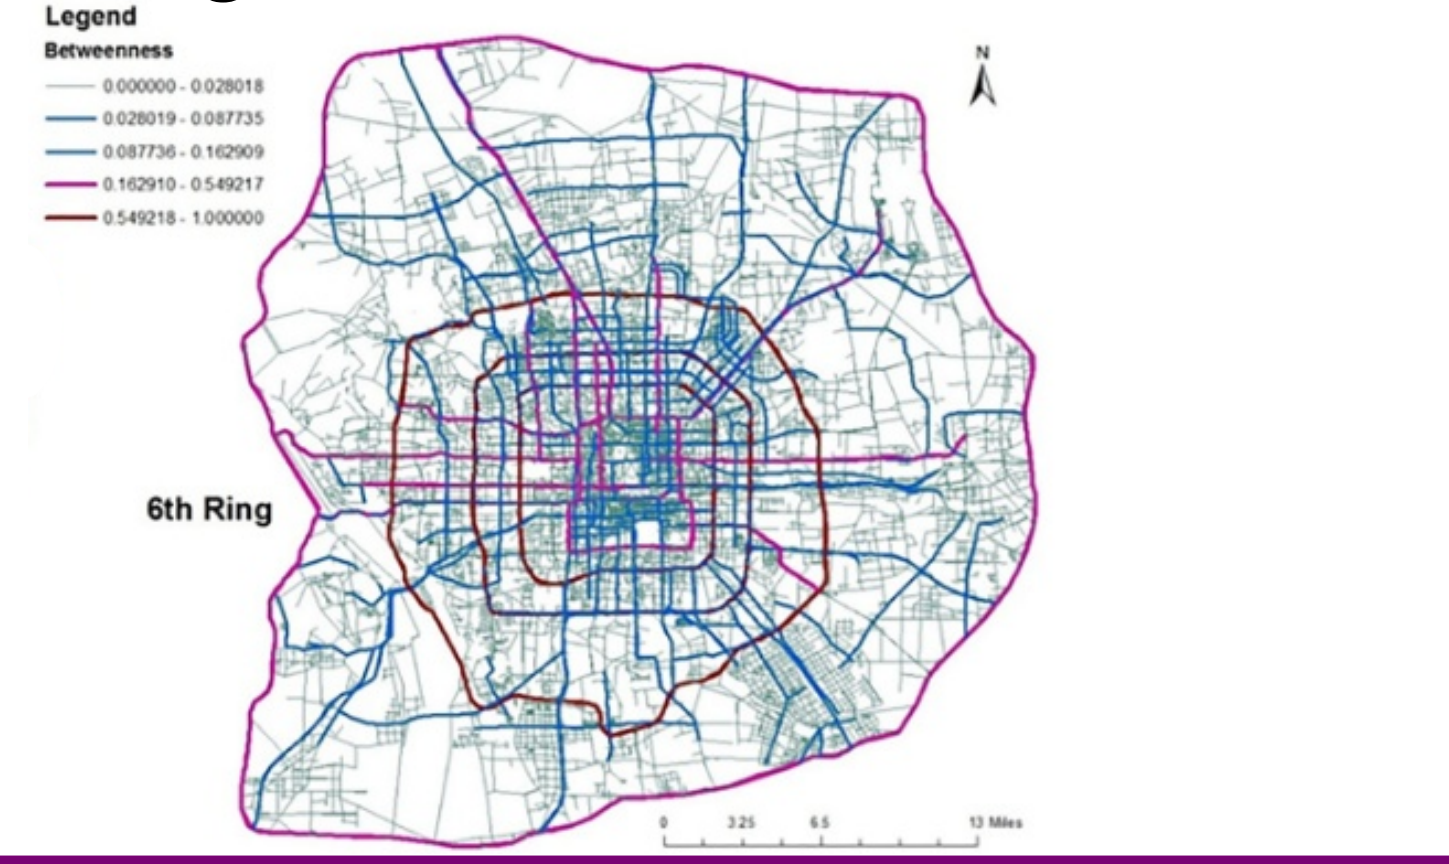 Legend
Betweenness
0.000000 - 0.028018
0.028019 - 0.087735
0.087736 - 0.162909
0.162910 - 0.549217
0.549218 - 1.000000
N
6th Ring
0 3.25 6.5 13 Miles